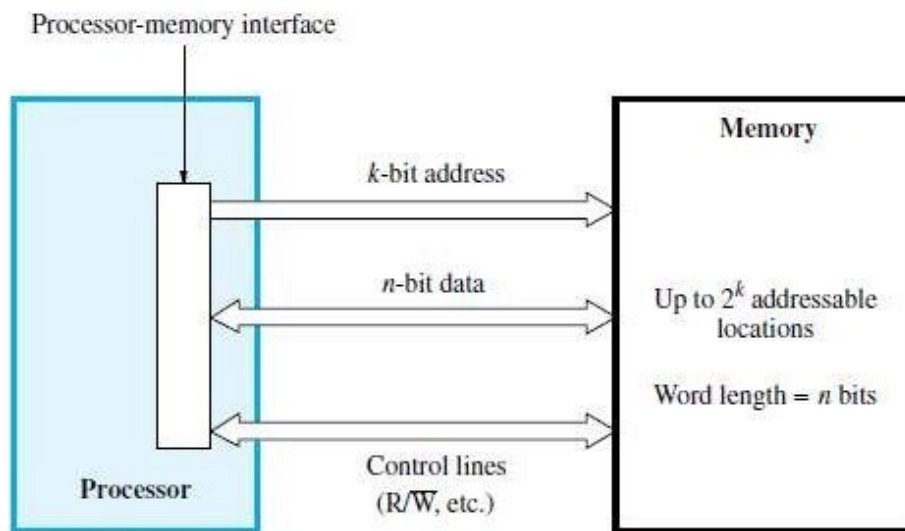 Processor-memory interface
Memory
k-bit address
n-bit data
Up to 2^k addressable
locations
Word length = n bits
Control lines
(R/W̅, etc.)
Processor